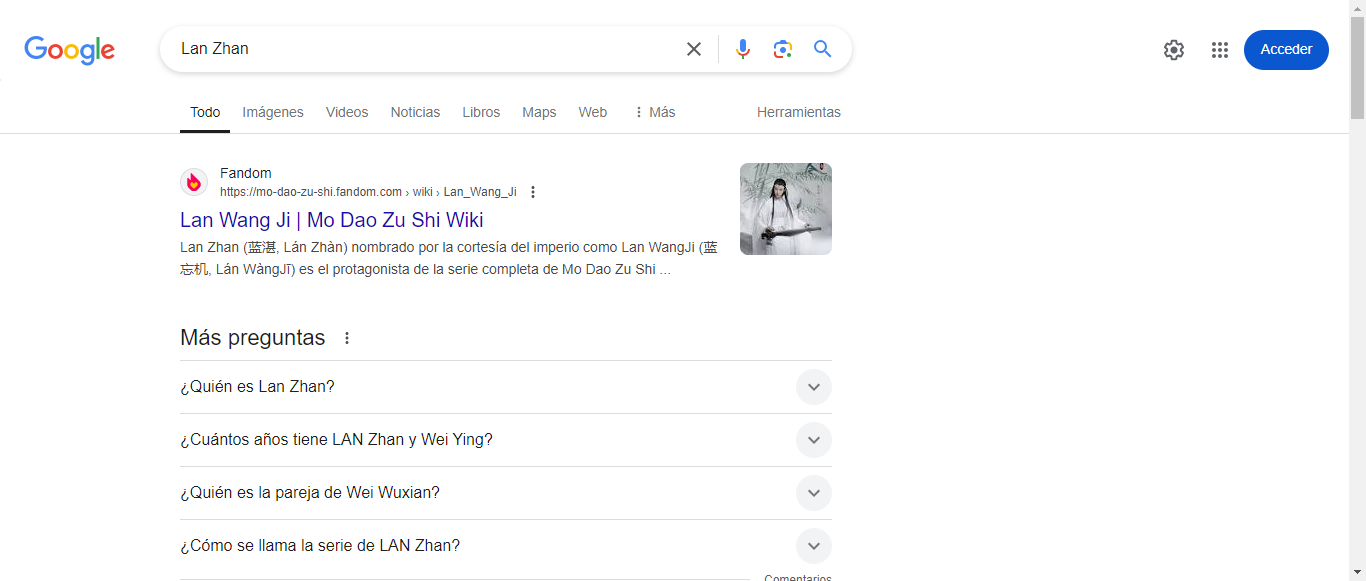 Google
Lan Zhan
Acceder
Todo Imágenes Videos Noticias Libros Maps Web Más Herramientas
Fandom
https://mo-dao-zu-shi.fandom.com › wiki › Lan_Wang_Ji
Lan Wang Ji | Mo Dao Zu Shi Wiki
Lan Zhan (蓝湛, Lán Zhàn) nombrado por la cortesía del imperio como Lan WangJi (蓝
忘机, Lán WàngJī) es el protagonista de la serie completa de Mo Dao Zu Shi ...
Más preguntas
¿Quién es Lan Zhan?
¿Cuántos años tiene LAN Zhan y Wei Ying?
¿Quién es la pareja de Wei Wuxian?
¿Cómo se llama la serie de LAN Zhan?
Comentarios